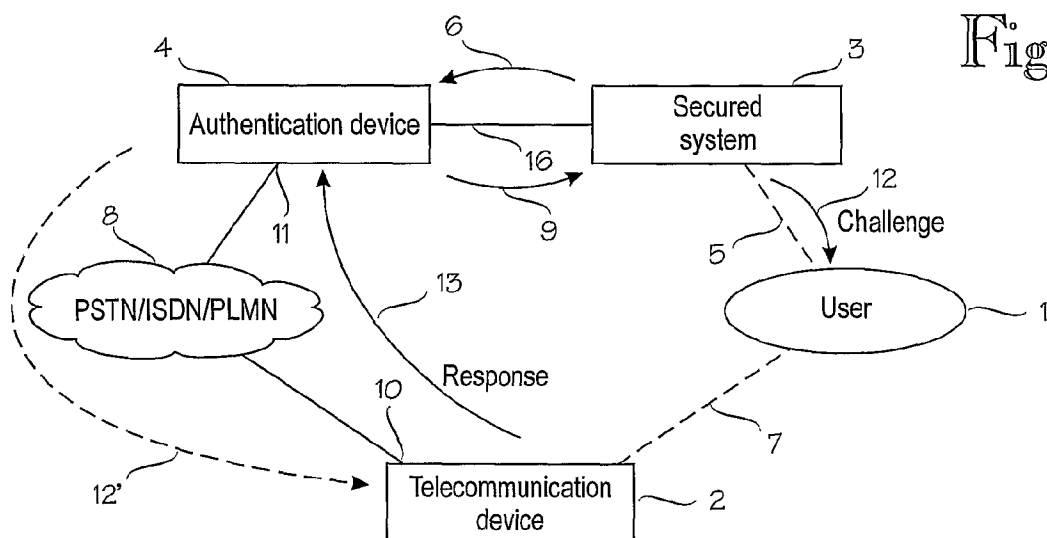 Fig
4
6
3
Authentication device
Secured
system
16
9
11
12
Challenge
5
8
PSTN/ISDN/PLMN
13
User
1
Response
10
7
12'
Telecommunication
device
2